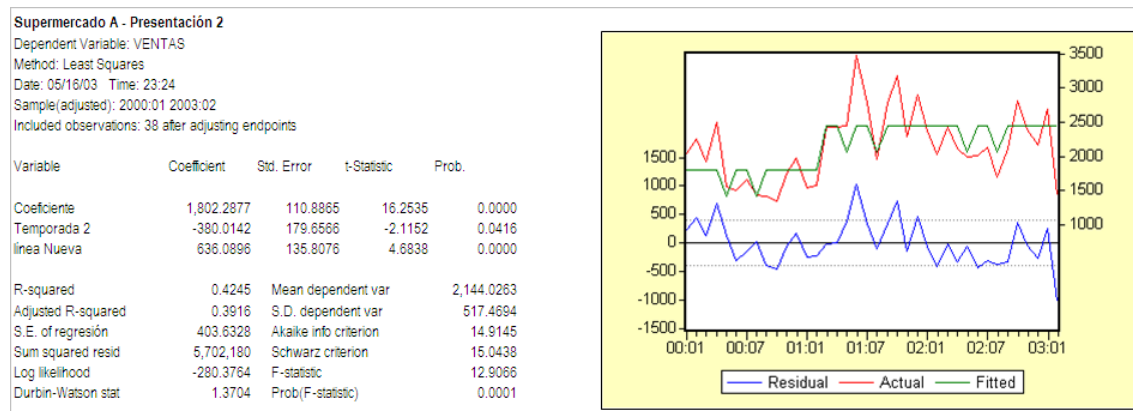 Supermercado A - Presentación 2
Dependent Variable: VENTAS
Method: Least Squares
Date: 05/16/03 Time: 23:24
Sample(adjusted): 2000:01 2003:02
Included observations: 38 after adjusting endpoints
Variable Coefficient Std. Error t-Statistic Prob.
Coeficiente 1,802.2877 110.8865 16.2535 0.0000
Temporada 2 -380.0142 179.6566 -2.1152 0.0416
línea Nueva 636.0896 135.8076 4.6838 0.0000
R-squared 0.4245 Mean dependent var 2,144.0263
Adjusted R-squared 0.3916 S.D. dependent var 517.4694
S.E. of regresión 403.6328 Akaike info criterion 14.9145
Sum squared resid 5,702,180 Schwarz criterion 15.0438
Log likelihood -280.3764 F-statistic 12.9066
Durbin-Watson stat 1.3704 Prob(F-statistic) 0.0001
3500
3000
2500
1500 2000
1000 1500
500 1000
0
-500
-1000
-1500
00:01 00:07 01:01 01:07 02:01 02:07 03:01
Residual Actual Fitted